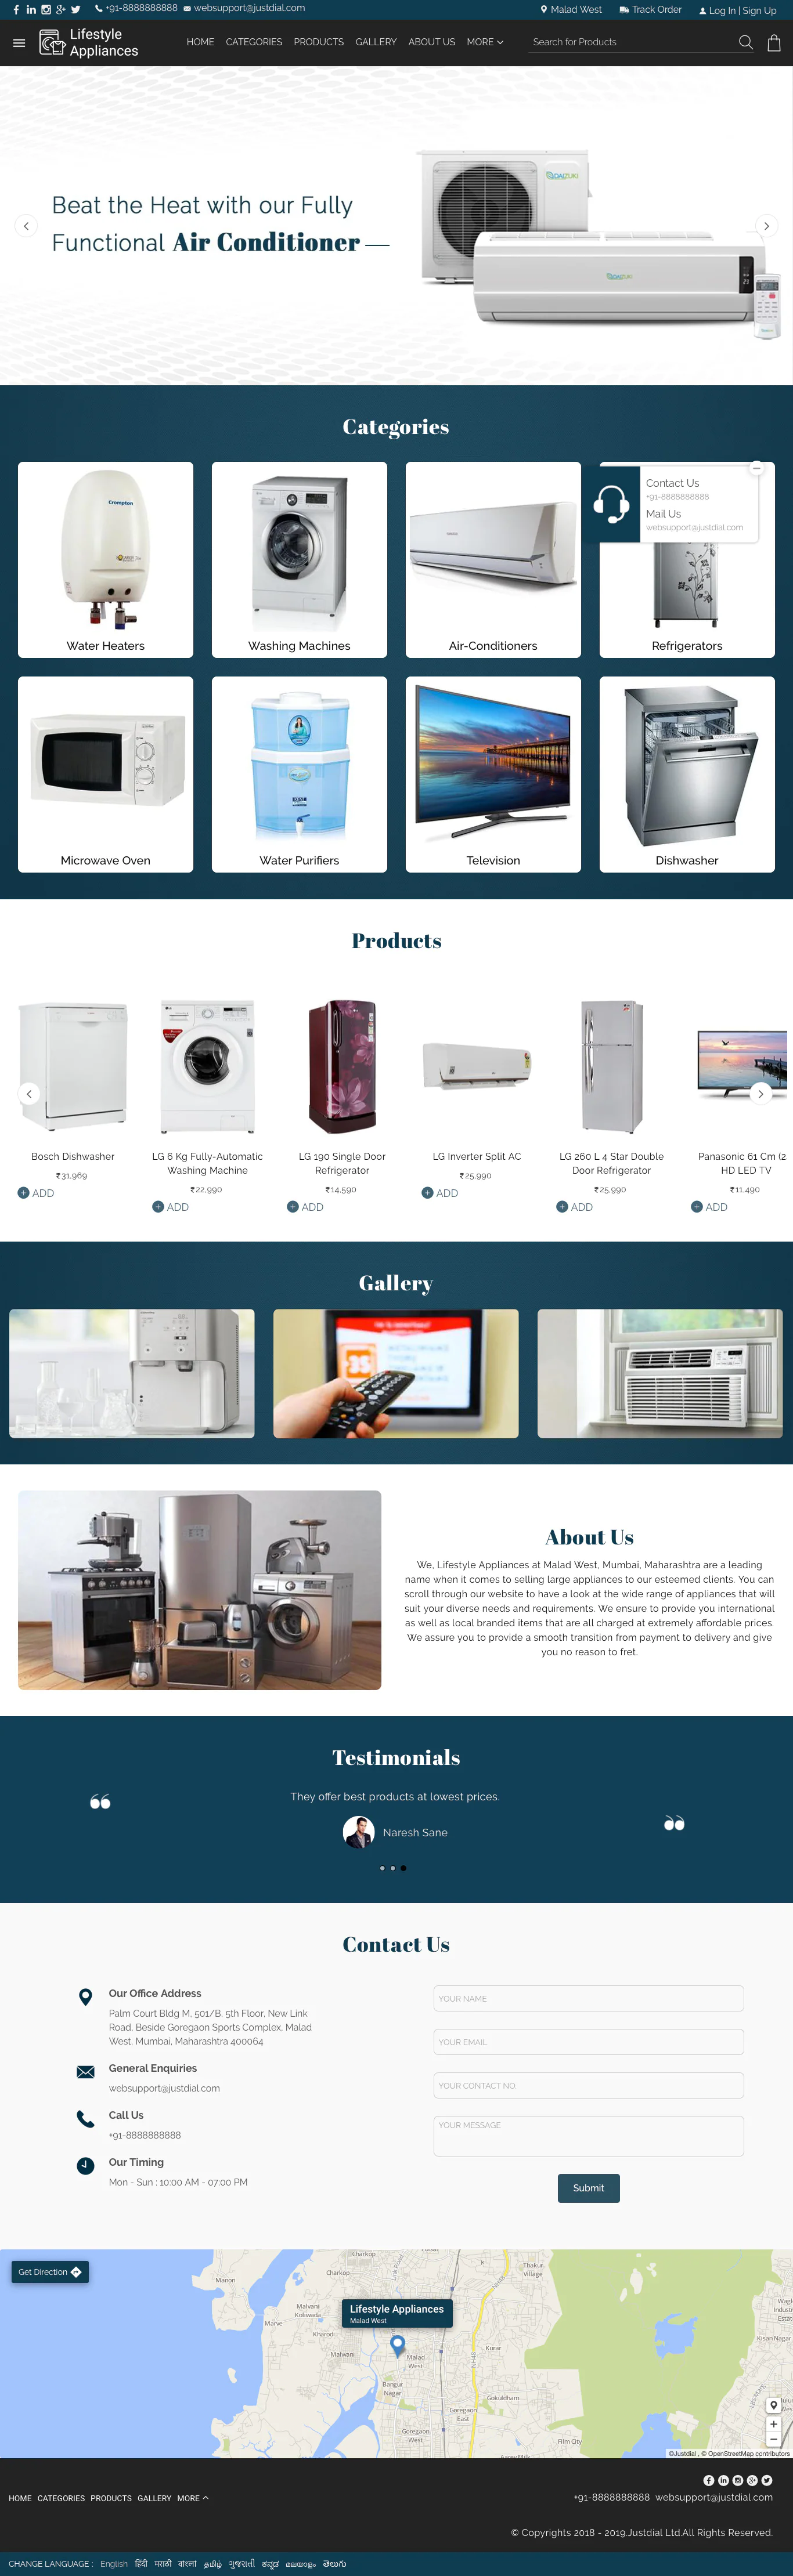 +91-8888888888 websupport@justdial.com Malad West Track Order Log In | Sign Up
Lifestyle
Appliances
HOME CATEGORIES PRODUCTS GALLERY ABOUT US MORE Search for Products
Beat the Heat with our Fully
Functional Air Conditioner
DAIZUKI
DAIZUKI
23
Categories
Contact Us
+91-8888888888
Mail Us
websupport@justdial.com
Crompton
Water Heaters Washing Machines Air-Conditioners Refrigerators
Microwave Oven Water Purifiers Television Dishwasher
Products
Bosch Dishwasher
₹31,969
ADD
LG 6 Kg Fully-Automatic
Washing Machine
₹22,990
ADD
LG 190 Single Door
Refrigerator
₹14,590
ADD
LG Inverter Split AC
₹25,990
ADD
LG 260 L 4 Star Double
Door Refrigerator
₹25,990
ADD
Panasonic 61 Cm (2
HD LED TV
₹11,490
ADD
Gallery
35
About Us
We, Lifestyle Appliances at Malad West, Mumbai, Maharashtra are a leading
name when it comes to selling large appliances to our esteemed clients. You can
scroll through our website to have a look at the wide range of appliances that will
suit your diverse needs and requirements. We ensure to provide you international
as well as local branded items that are all charged at extremely affordable prices.
We assure you to provide a smooth transition from payment to delivery and give
you no reason to fret.
Testimonials
They offer best products at lowest prices.
Naresh Sane
Contact Us
Our Office Address
Palm Court Bldg M, 501/B, 5th Floor, New Link
Road, Beside Goregaon Sports Complex, Malad
West, Mumbai, Maharashtra 400064
General Enquiries
websupport@justdial.com
Call Us
+91-8888888888
Our Timing
Mon - Sun : 10:00 AM - 07:00 PM
YOUR NAME
YOUR EMAIL
YOUR CONTACT NO.
YOUR MESSAGE
Submit
Get Direction
Charkop
Charkop
Link Road
Thakur
Village
NH48
Manori
Malvani
Koliwada
Marve
Kharodi
Malwani
Lifestyle Appliances
Malad West
Malad
West
Kurar
NH48
Kisan Nagar
Bangur
Nagar
Gokuldham
Goregaon
East
Goregaon
West
Film City
Aarey Milk
©Justdial , © OpenStreetMap contributors
HOME CATEGORIES PRODUCTS GALLERY MORE
+91-8888888888 websupport@justdial.com
© Copyrights 2018 - 2019.Justdial Ltd.All Rights Reserved.
CHANGE LANGUAGE : English हिंदी मराठी বাংলা தமிழ் ગુજરાતી ಕನ್ನಡ മലയാളം తెలుగు